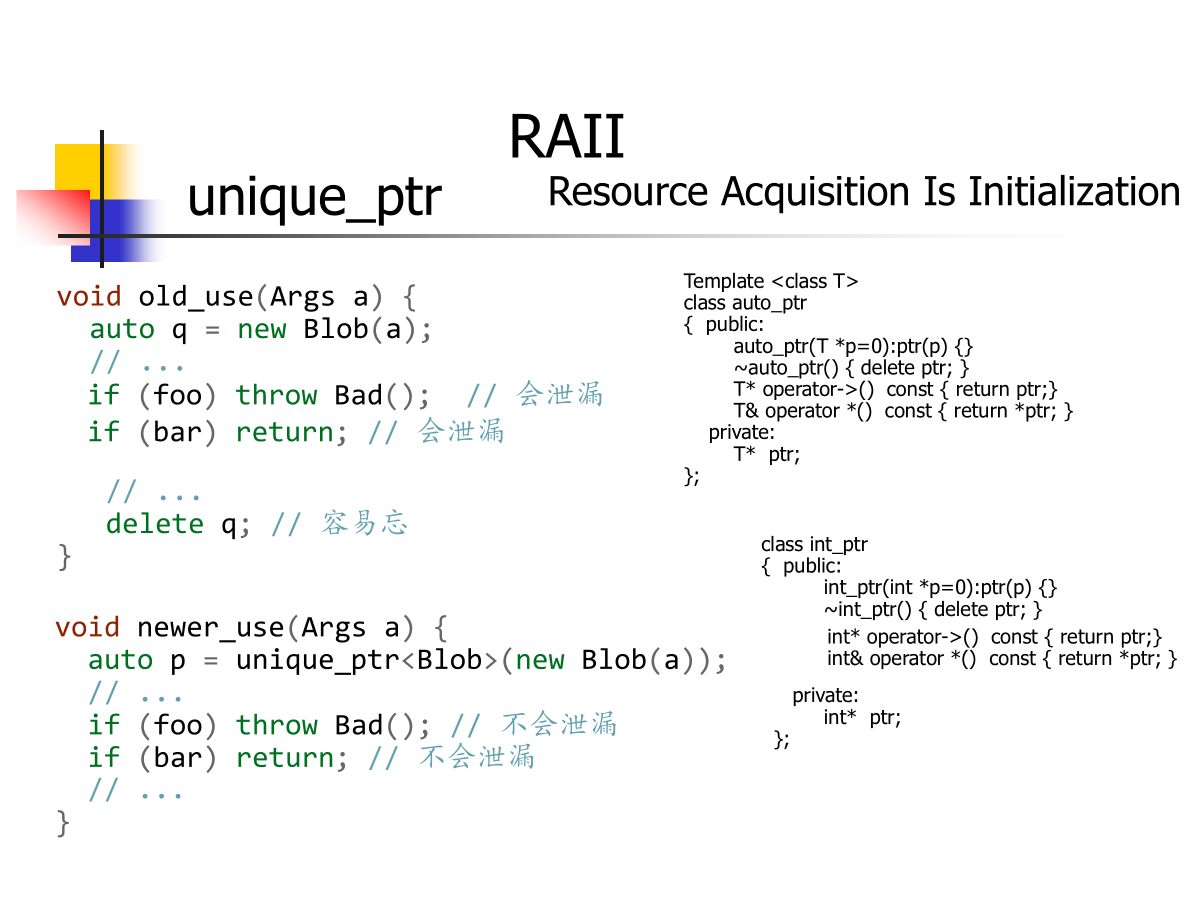 RAII
unique_ptr
Resource Acquisition Is Initialization
void old_use(Args a) {
auto q = new Blob(a);
// ...
if (foo) throw Bad(); // 会泄漏
if (bar) return; // 会泄漏
// ...
delete q; // 容易忘
}
void newer_use(Args a) {
auto p = unique_ptr<Blob>(new Blob(a));
// ...
if (foo) throw Bad(); // 不会泄漏
if (bar) return; // 不会泄漏
// ...
}
Template <class T>
class auto_ptr
{ public:
auto_ptr(T *p=0):ptr(p) {}
~auto_ptr() { delete ptr; }
T* operator->() const { return ptr;}
T& operator *() const { return *ptr; }
private:
T* ptr;
};
class int_ptr
{ public:
int_ptr(int *p=0):ptr(p) {}
~int_ptr() { delete ptr; }
int* operator->() const { return ptr;}
int& operator *() const { return *ptr; }
private:
int* ptr;
};